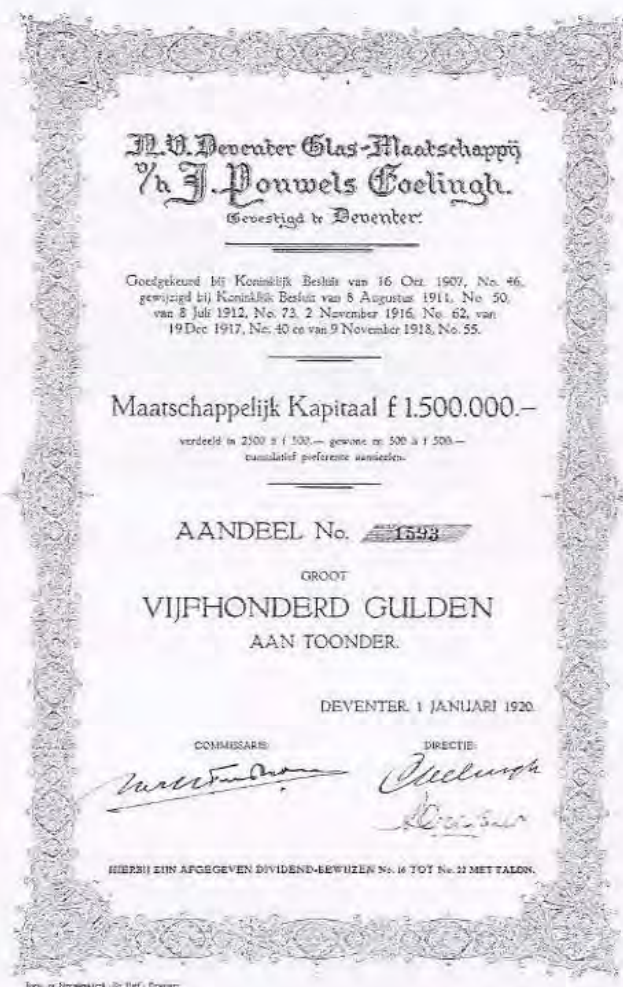 N.V. Deventer Glas-Maatschappij
v/h J. Pouwels Coelingh.
Gevestigd te Deventer.
Goedgekeurd bij Koninklijk Besluit van 16 Oct. 1907, No. 46,
gewijzigd bij Koninklijk Besluit van 8 Augustus 1911, No. 50,
van 8 Juli 1912, No. 73, 2 November 1916, No. 62, van
19 Dec. 1917, No. 40 en van 9 November 1918, No. 55.
Maatschappelijk Kapitaal f 1.500.000.—
verdeeld in 2500 à f 500.— gewone en 500 à f 500.—
cumulatief preferente aandeelen.
AANDEEL No. 1593
GROOT
VIJFHONDERD GULDEN
AAN TOONDER.
DEVENTER, 1 JANUARI 1920.
COMMISSARIS: DIRECTIE:
Coelingh
HIERBIJ ZIJN AFGEGEVEN DIVIDEND-BEWIJZEN No. 16 TOT No. 22 MET TALON.